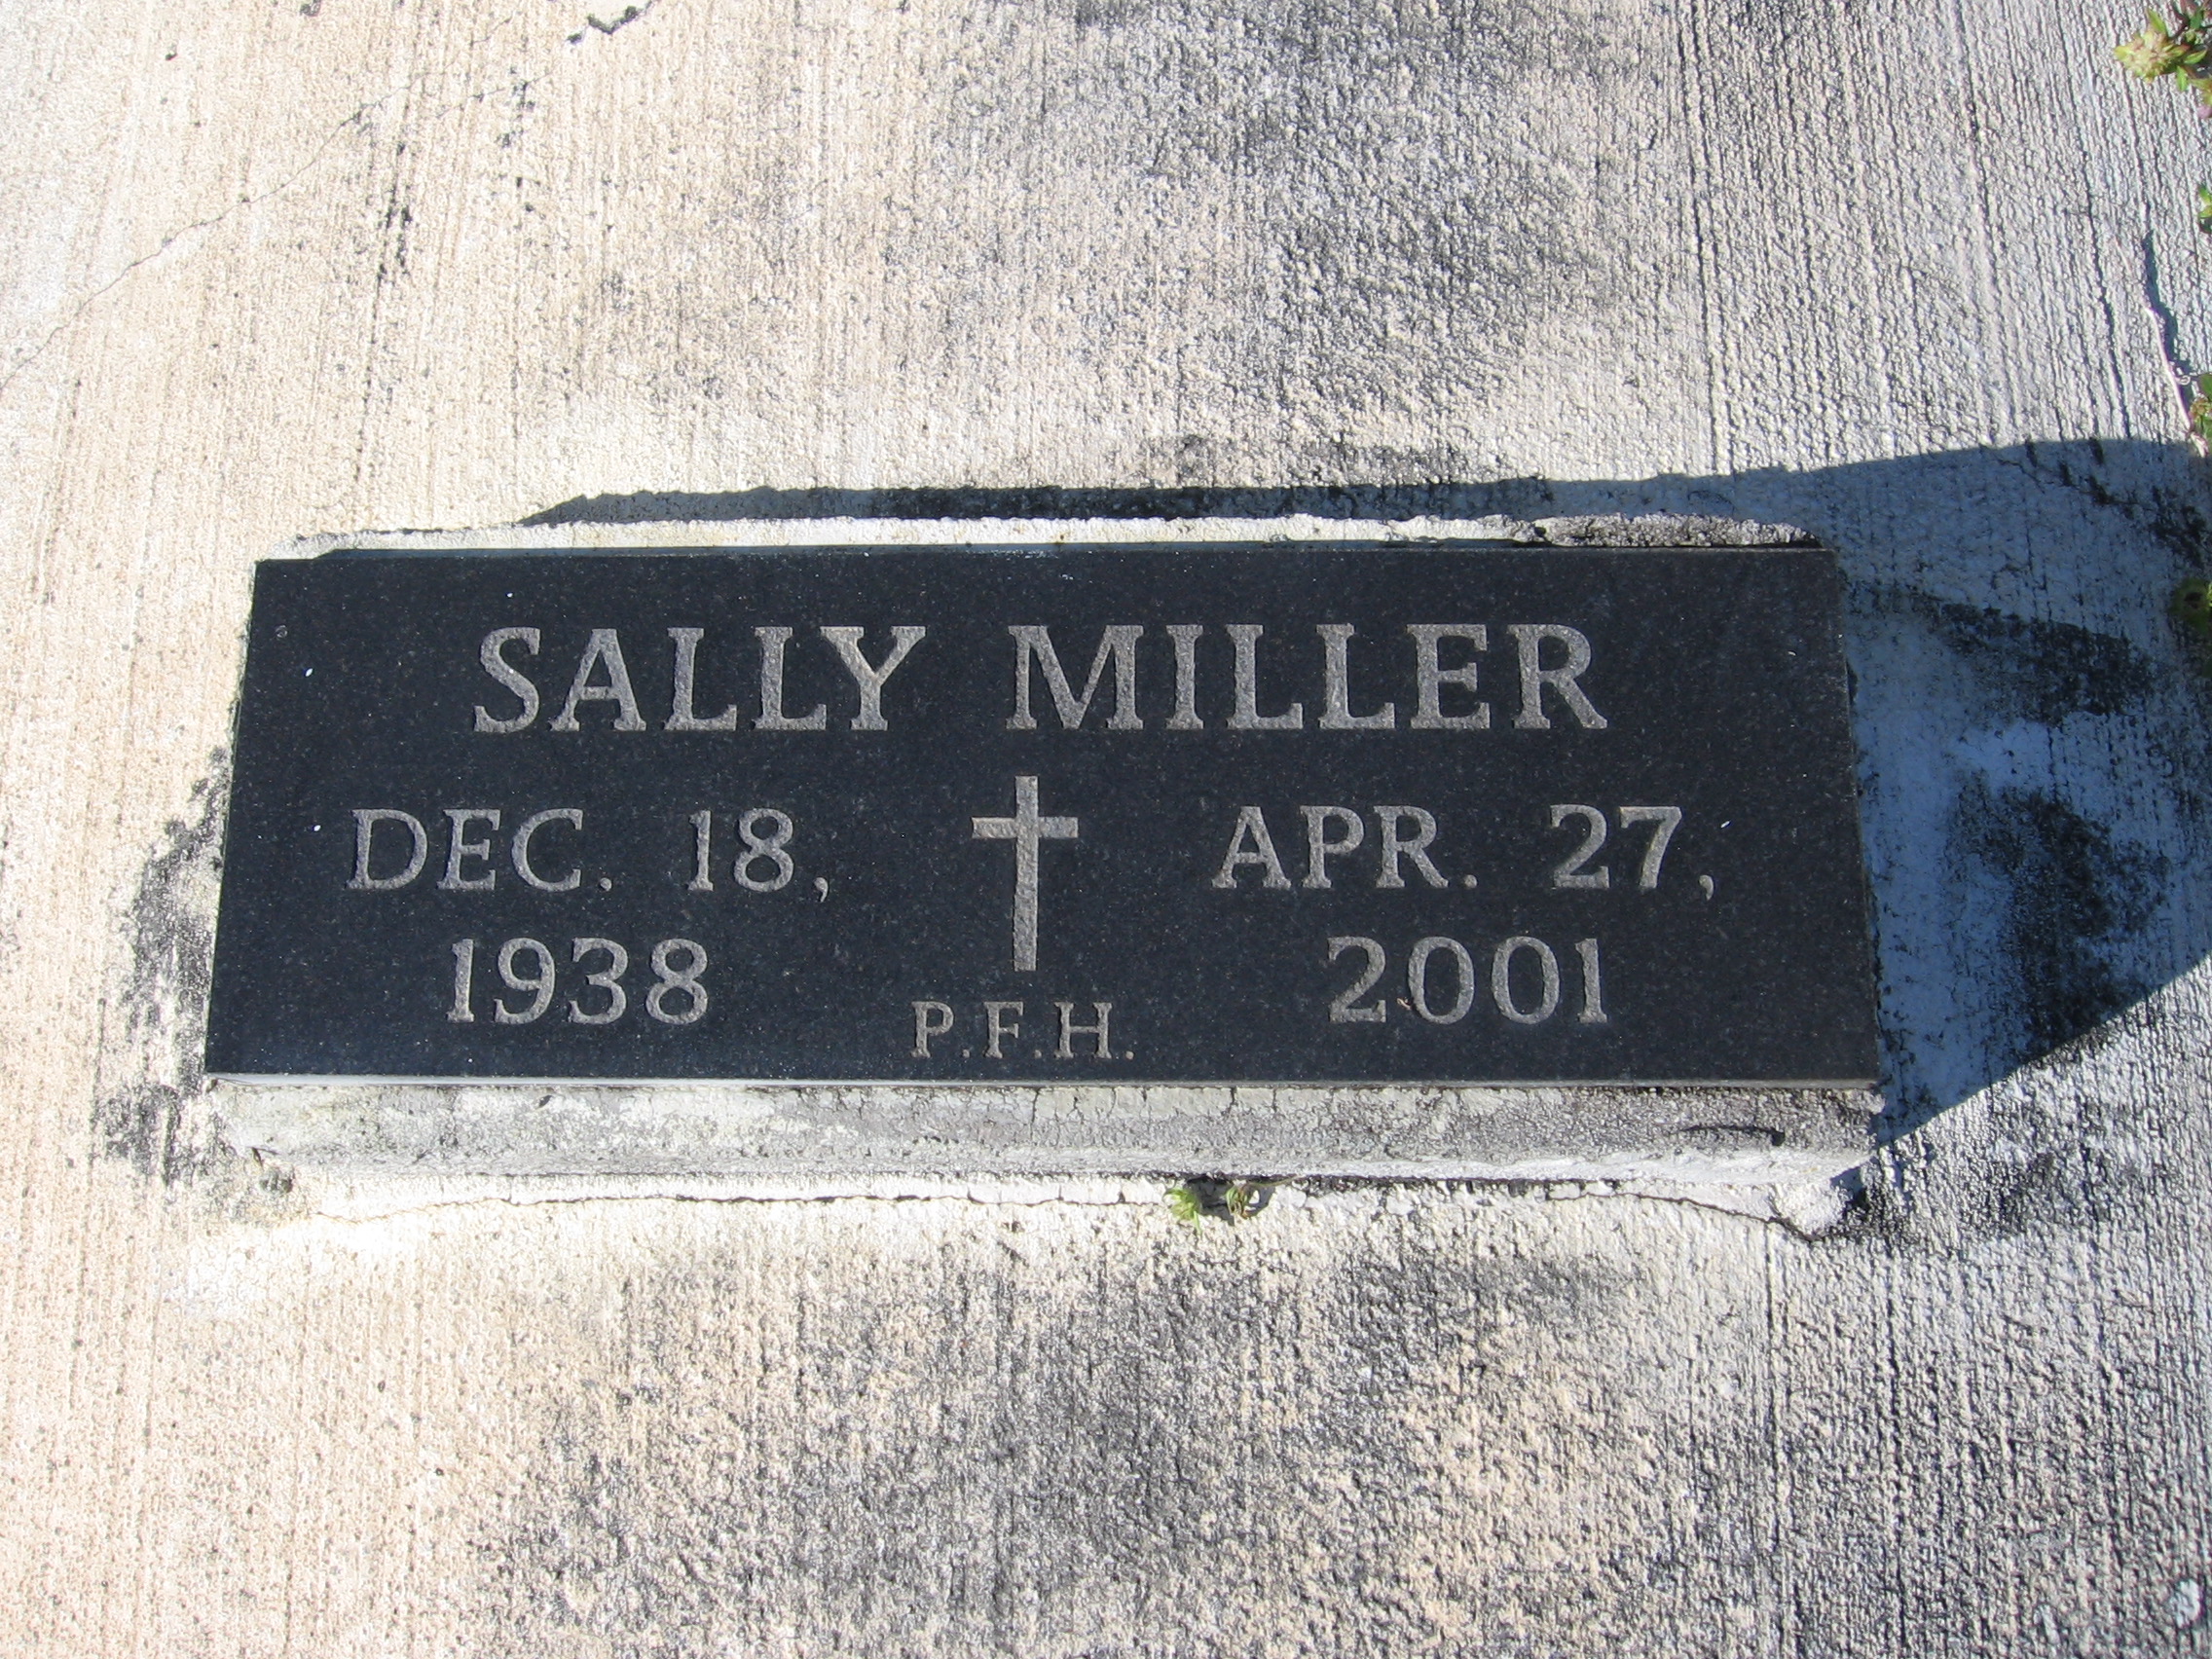 SALLY MILLER
DEC. 18, APR. 27,
1938 2001
P.F.H.